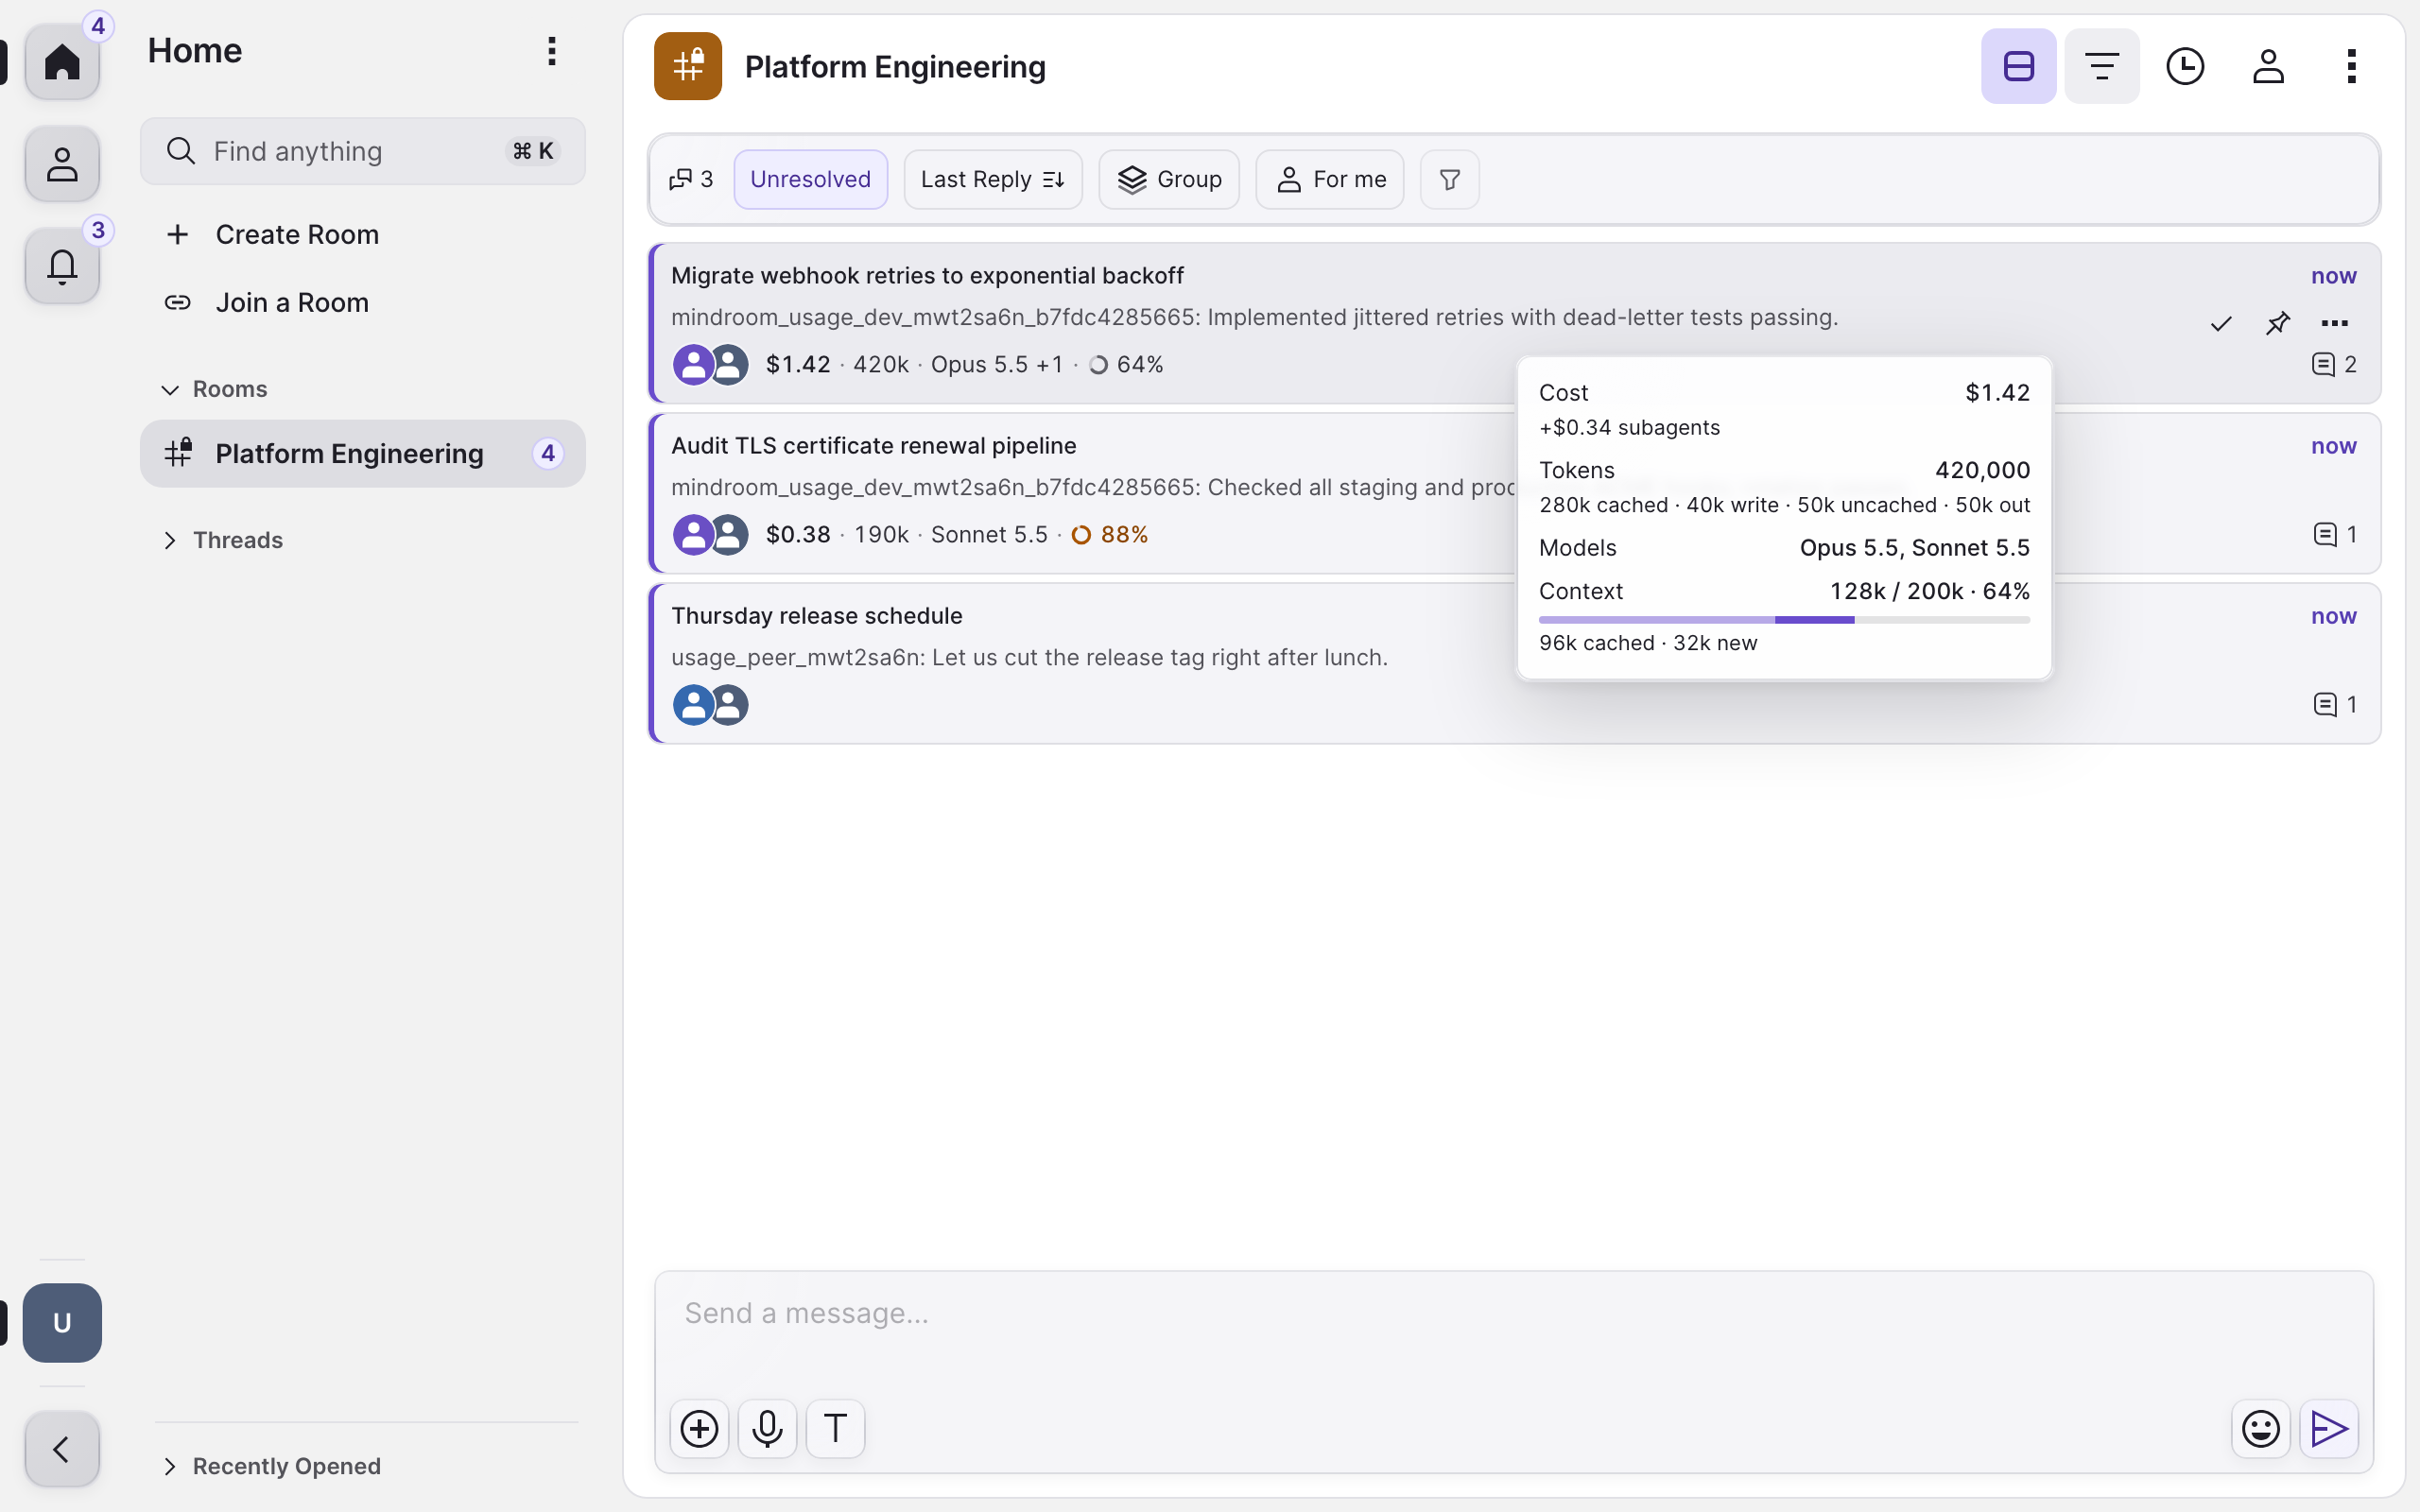 4
Home
Find anything
⌘ K
3
Create Room
Join a Room
Rooms
Platform Engineering
4
Threads
U
Recently Opened
Platform Engineering
3
Unresolved
Last Reply
Group
For me
Migrate webhook retries to exponential backoff
now
mindroom_usage_dev_mwt2sa6n_b7fdc4285665: Implemented jittered retries with dead-letter tests passing.
$1.42 · 420k · Opus 5.5 +1 · 64%
2
Audit TLS certificate renewal pipeline
now
mindroom_usage_dev_mwt2sa6n_b7fdc4285665: Checked all staging and
$0.38 · 190k · Sonnet 5.5 · 88%
1
Thursday release schedule
now
usage_peer_mwt2sa6n: Let us cut the release tag right after lunch.
1
Cost
$1.42
+$0.34 subagents
Tokens
420,000
280k cached · 40k write · 50k uncached · 50k out
Models
Opus 5.5, Sonnet 5.5
Context
128k / 200k · 64%
96k cached · 32k new
Send a message...
T